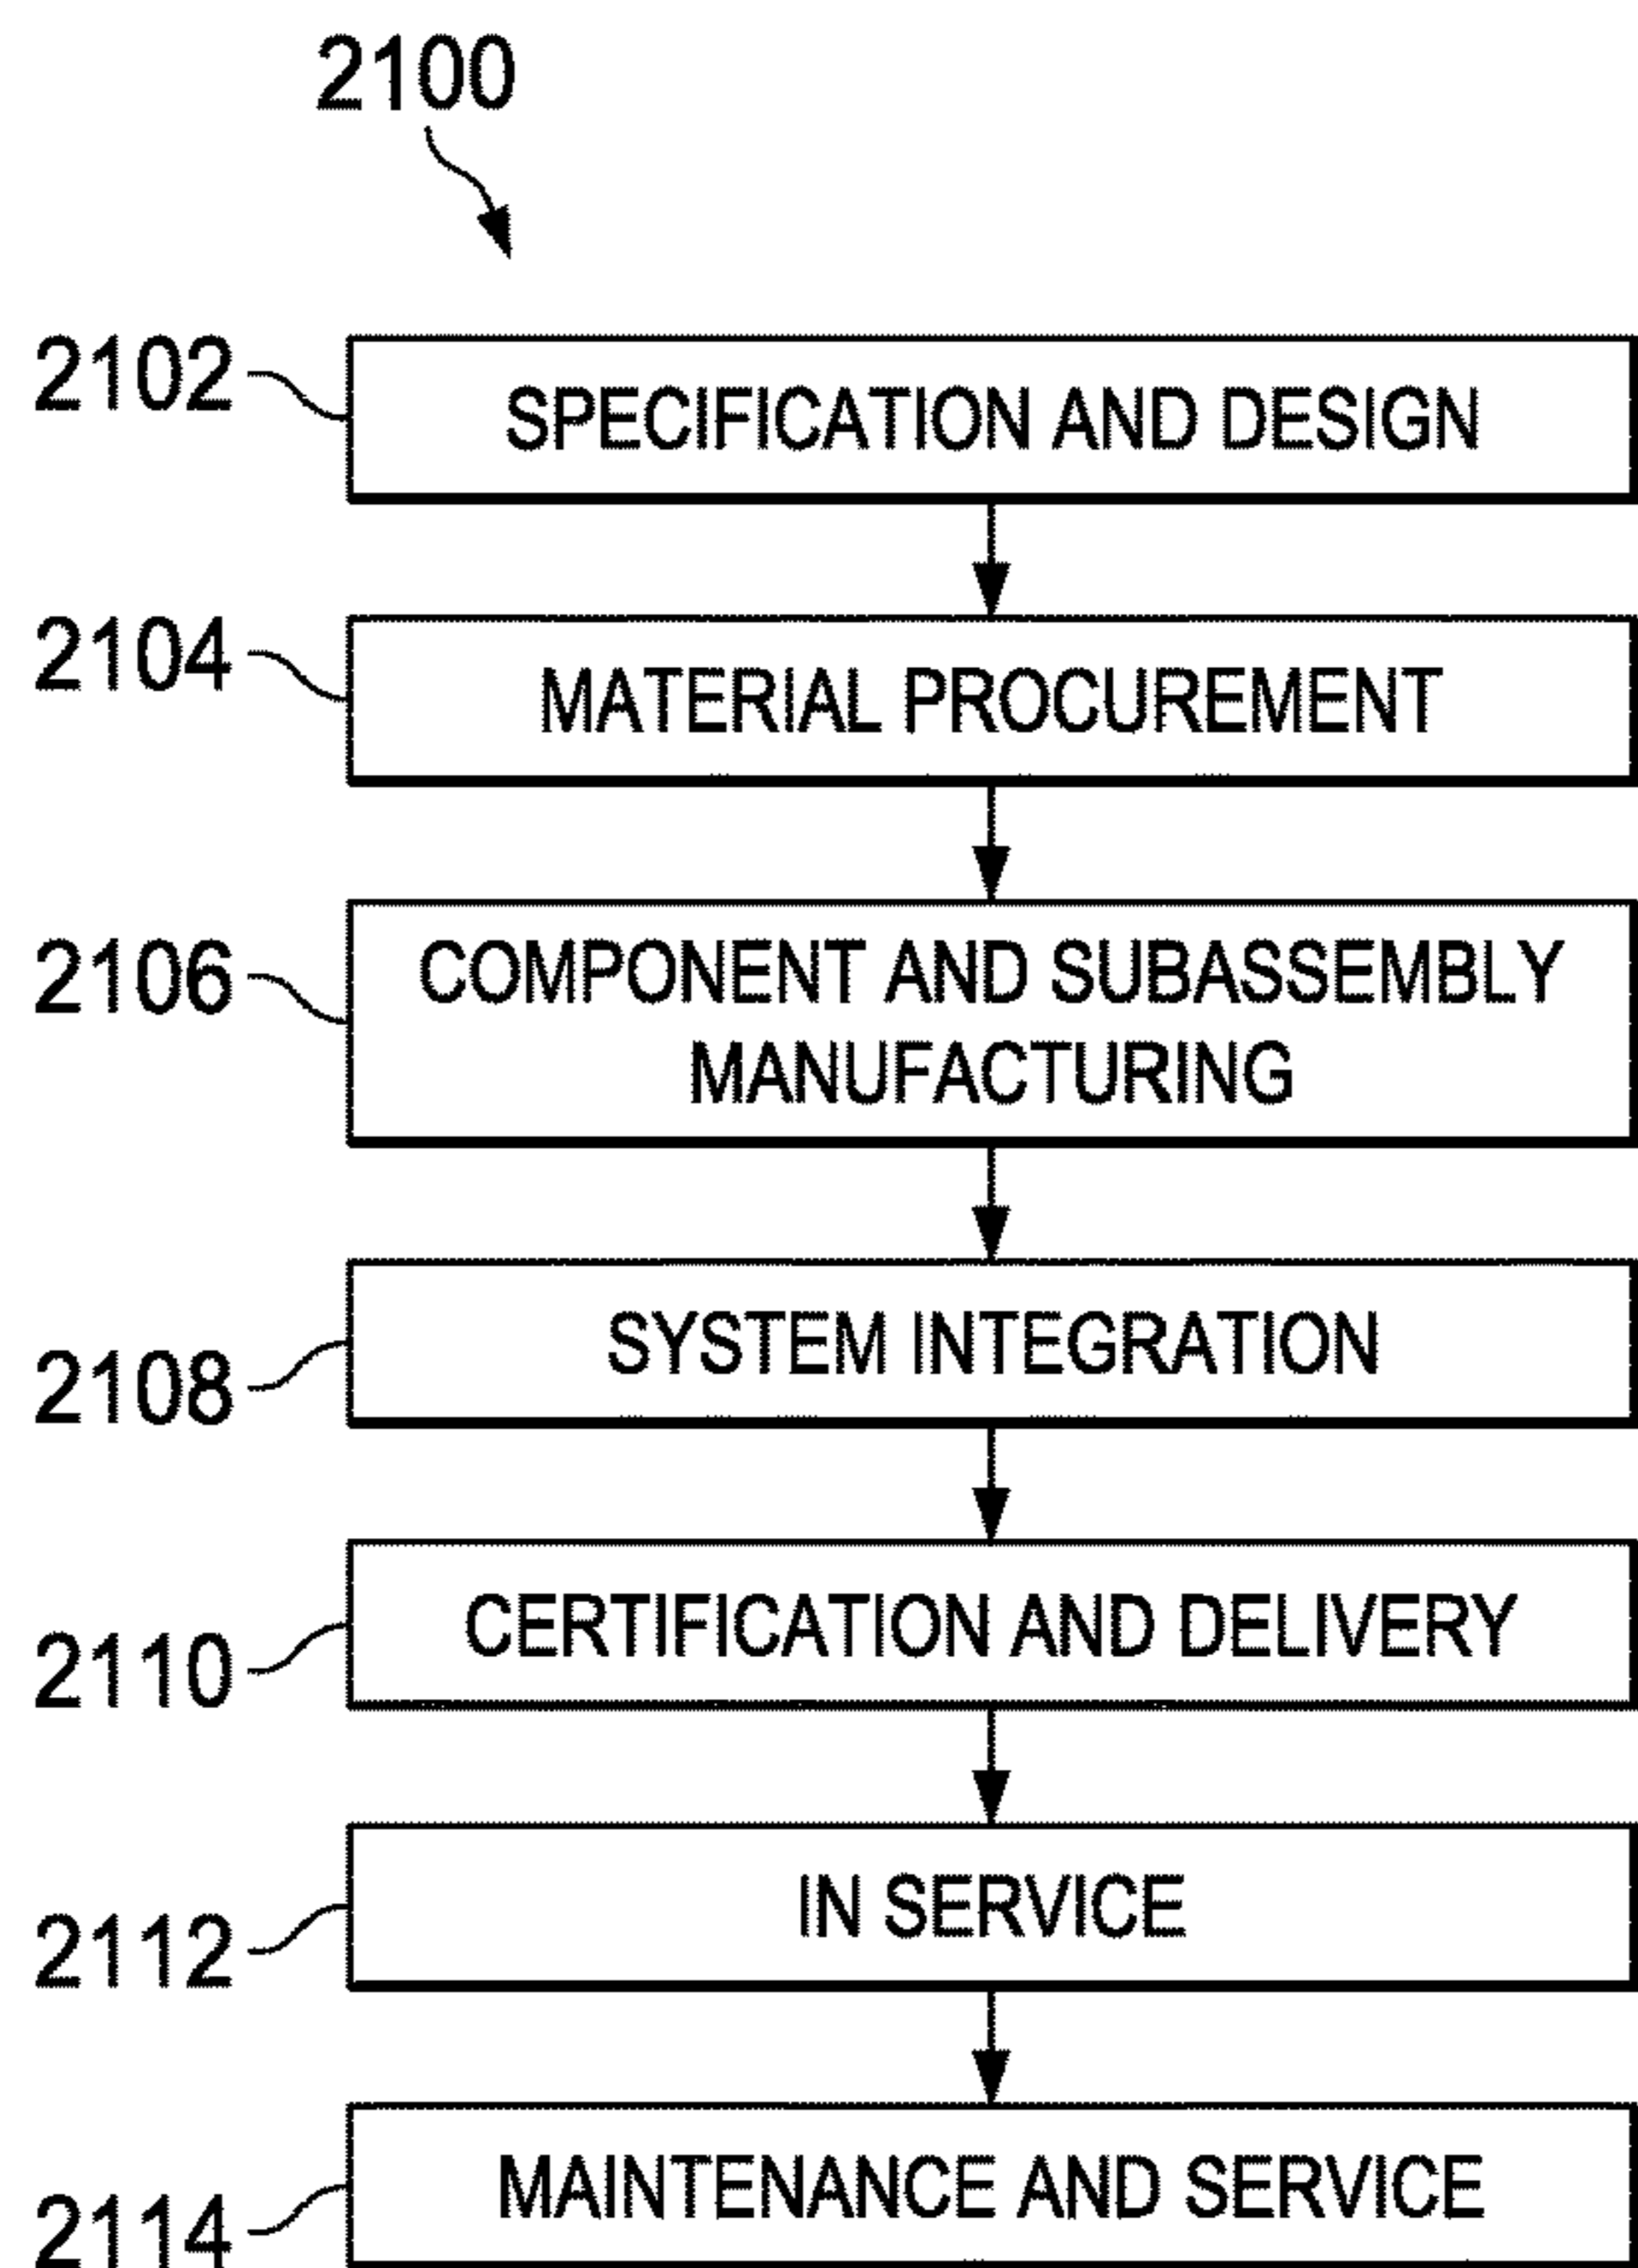 2100
2102
SPECIFICATION AND DESIGN
2104
MATERIAL PROCUREMENT
2106
COMPONENT AND SUBASSEMBLY
MANUFACTURING
2108
SYSTEM INTEGRATION
2110
CERTIFICATION AND DELIVERY
2112
IN SERVICE
2114
MAINTENANCE AND SERVICE